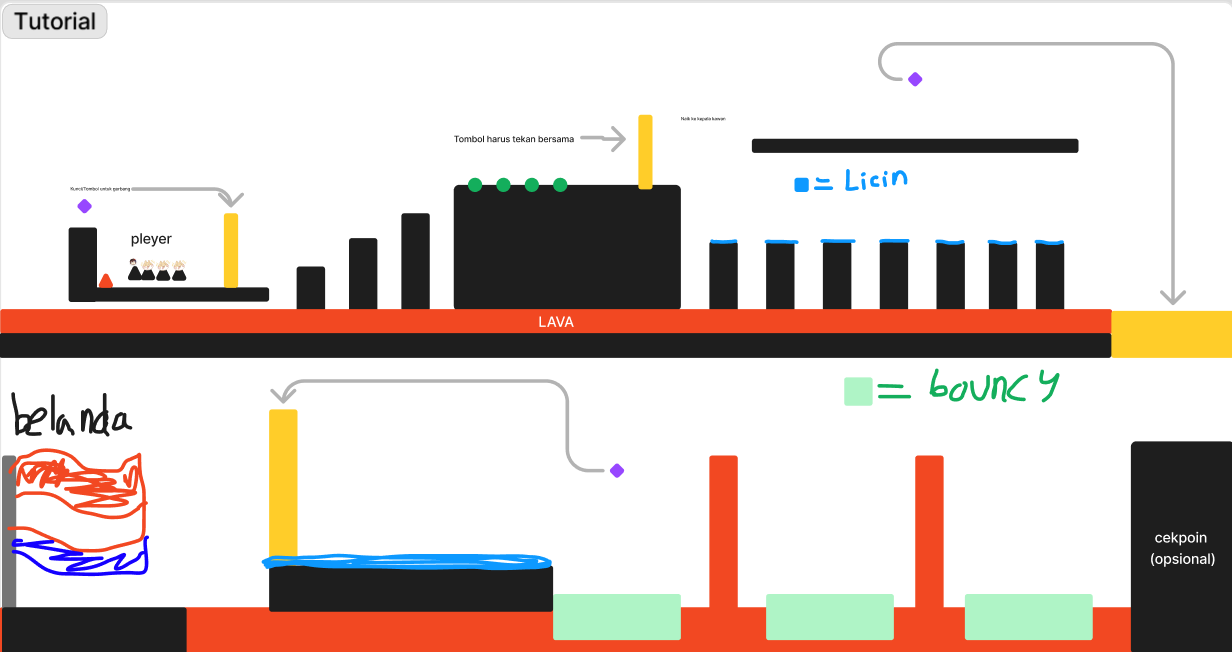 Tutorial
Naik ke kepala kawan
Tombol harus tekan bersama
= Licin
Kunci/Tombol untuk gerbang
pleyer
LAVA
= bouncy
belanda
cekpoin
(opsional)